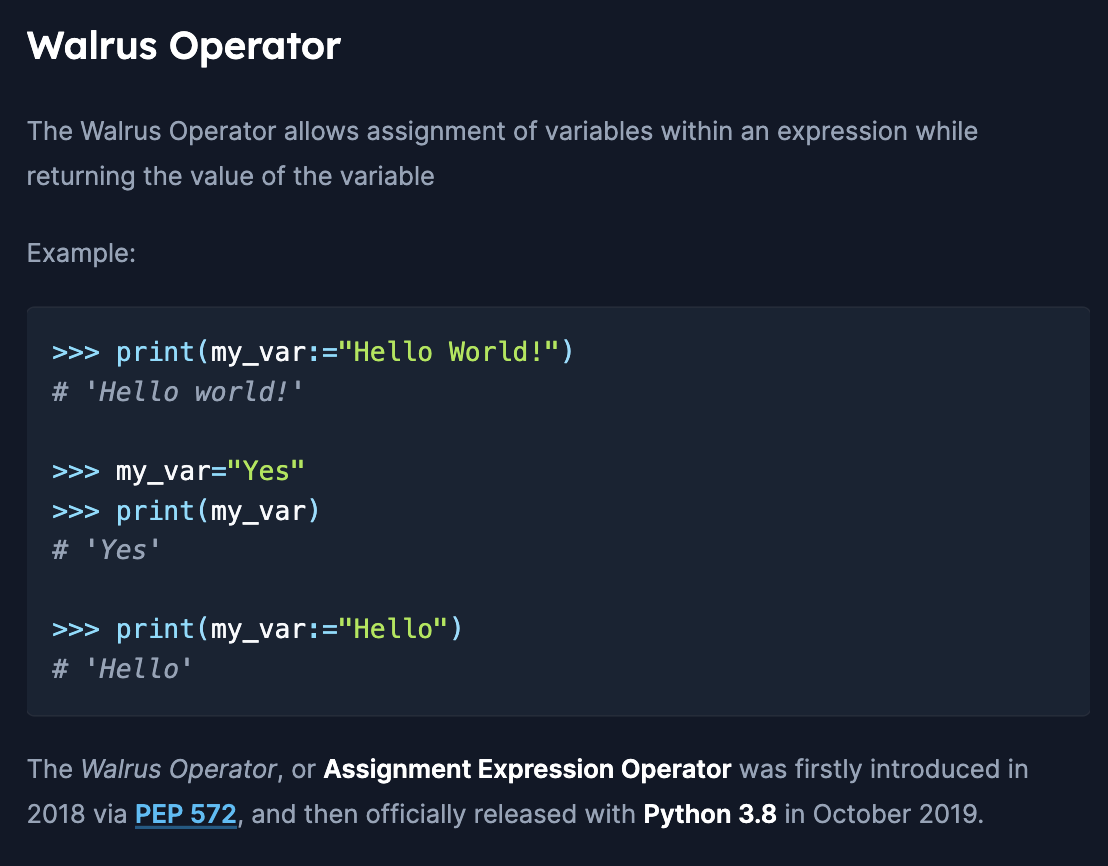 Walrus Operator
The Walrus Operator allows assignment of variables within an expression while
returning the value of the variable
Example:
>>> print(my_var:="Hello World!")
# 'Hello world!'
>>> my_var="Yes"
>>> print(my_var)
# 'Yes'
>>> print(my_var:="Hello")
# 'Hello'
The Walrus Operator, or Assignment Expression Operator was firstly introduced in
2018 via PEP 572, and then officially released with Python 3.8 in October 2019.